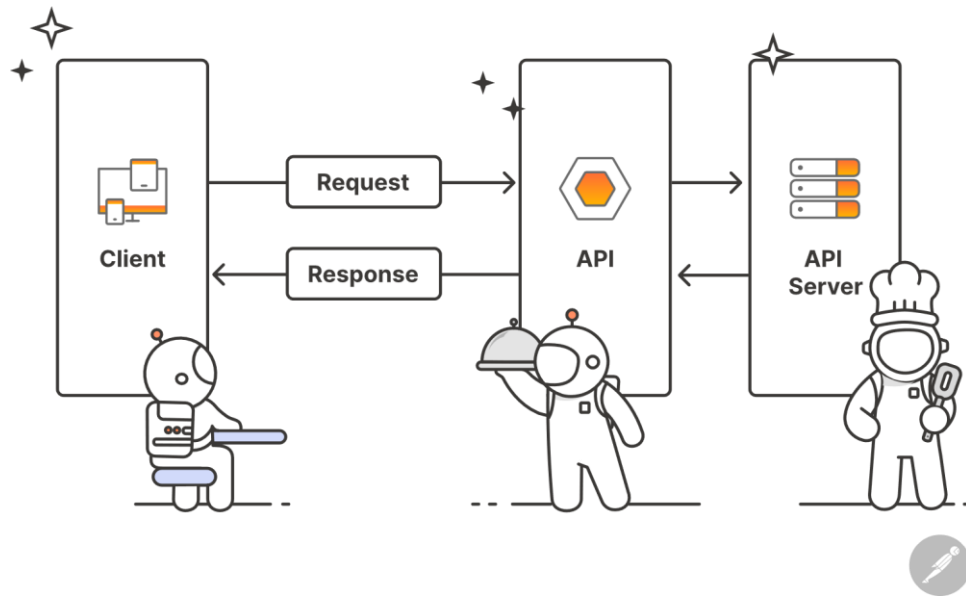 Request
Client
Response
API
API
Server